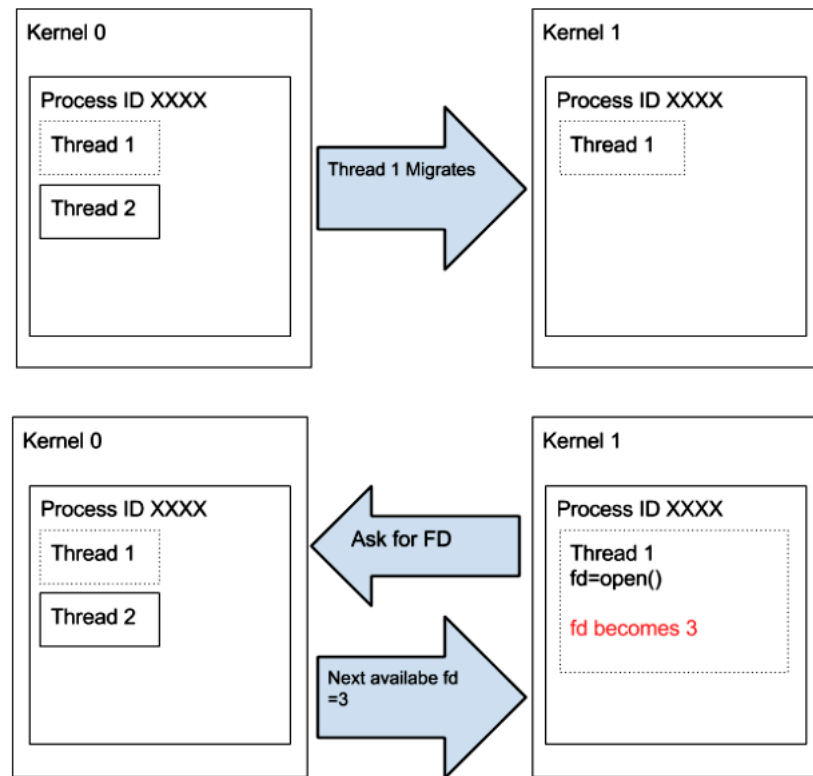 Kernel 0
Process ID XXXX
Thread 1
Thread 2
Thread 1 Migrates
Kernel 1
Process ID XXXX
Thread 1
Kernel 0
Process ID XXXX
Thread 1
Thread 2
Ask for FD
Next availabe fd
=3
Kernel 1
Process ID XXXX
Thread 1
fd=open()
fd becomes 3